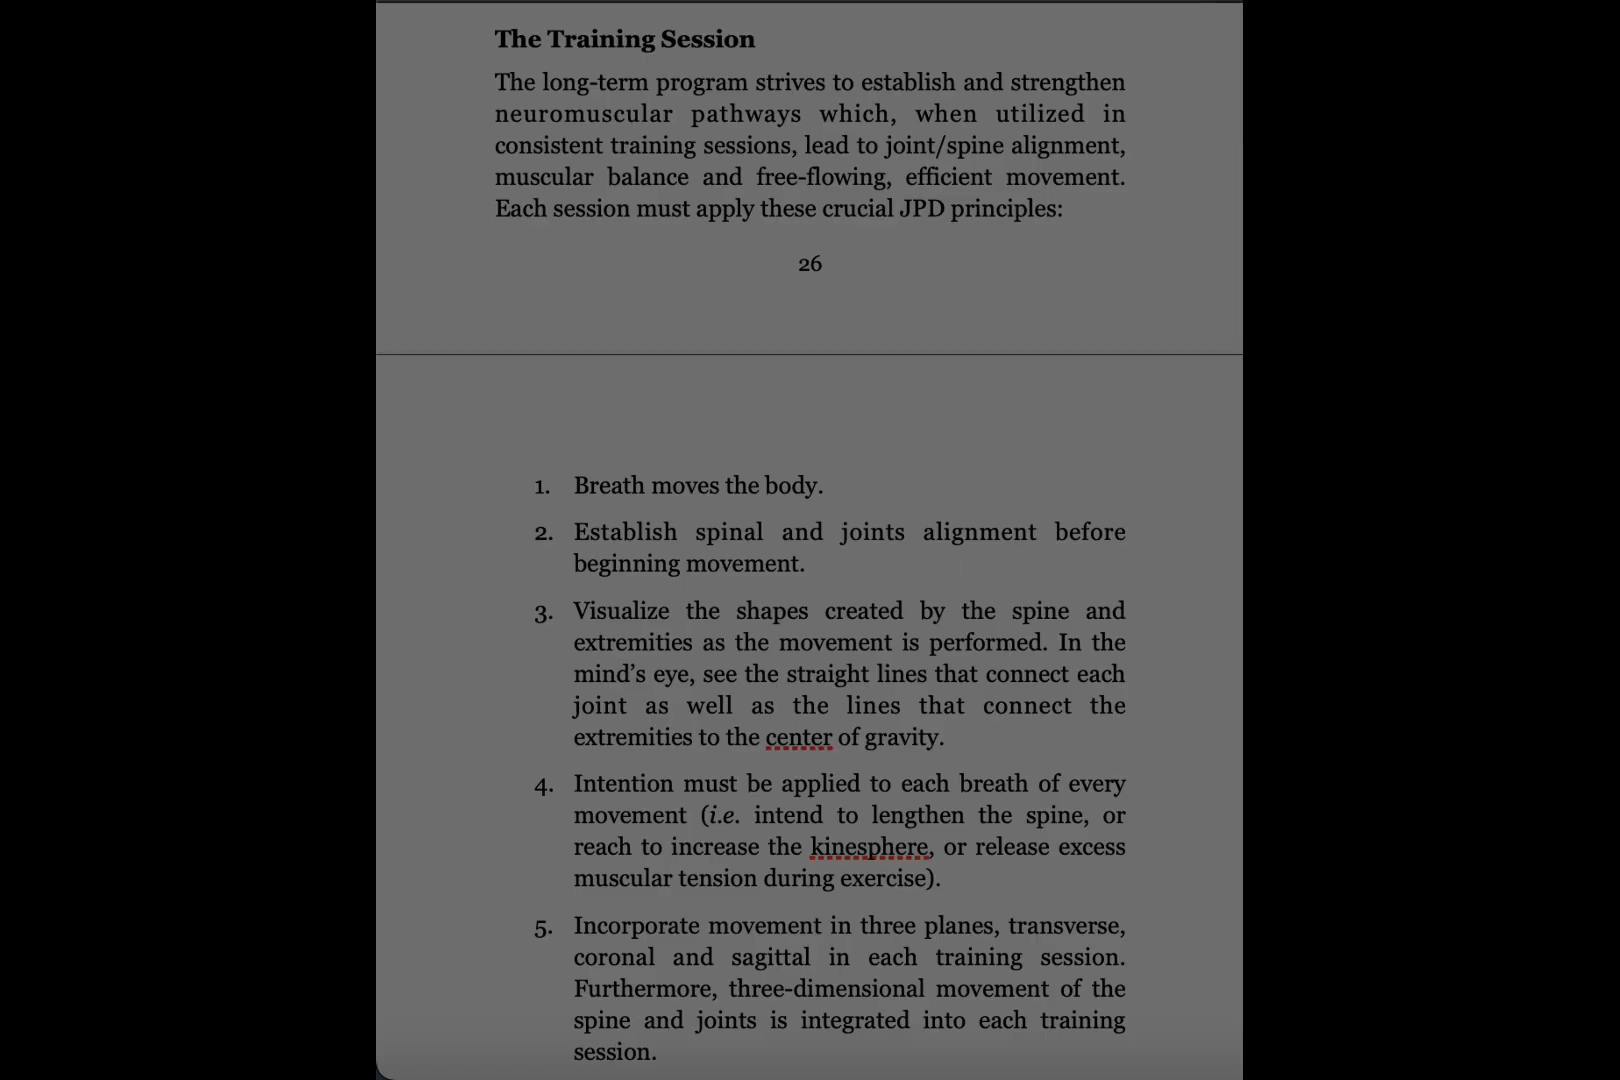 The Training Session
The long-term program strives to establish and strengthen
neuromuscular pathways which, when utilized in
consistent training sessions, lead to joint/spine alignment,
muscular balance and free-flowing, efficient movement.
Each session must apply these crucial JPD principles:
26
1. Breath moves the body.
2. Establish spinal and joints alignment before
beginning movement.
3. Visualize the shapes created by the spine and
extremities as the movement is performed. In the
mind’s eye, see the straight lines that connect each
joint as well as the lines that connect the
extremities to the center of gravity.
4. Intention must be applied to each breath of every
movement (i.e. intend to lengthen the spine, or
reach to increase the kinesphere, or release excess
muscular tension during exercise).
5. Incorporate movement in three planes, transverse,
coronal and sagittal in each training session.
Furthermore, three-dimensional movement of the
spine and joints is integrated into each training
session.